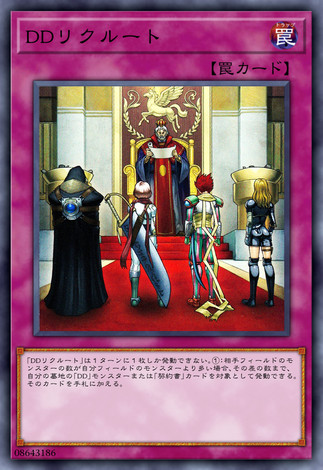 DDリクルート
トラップ
罠
【罠カード】
「DDリクルート」は1ターンに1枚しか発動できない。①：相手フィールドのモ
ンスターの数が自分フィールドのモンスターより多い場合、その差の数まで、
自分の墓地の「DD」モンスターまたは「契約書」カードを対象として発動できる。
そのカードを手札に加える。
08643186